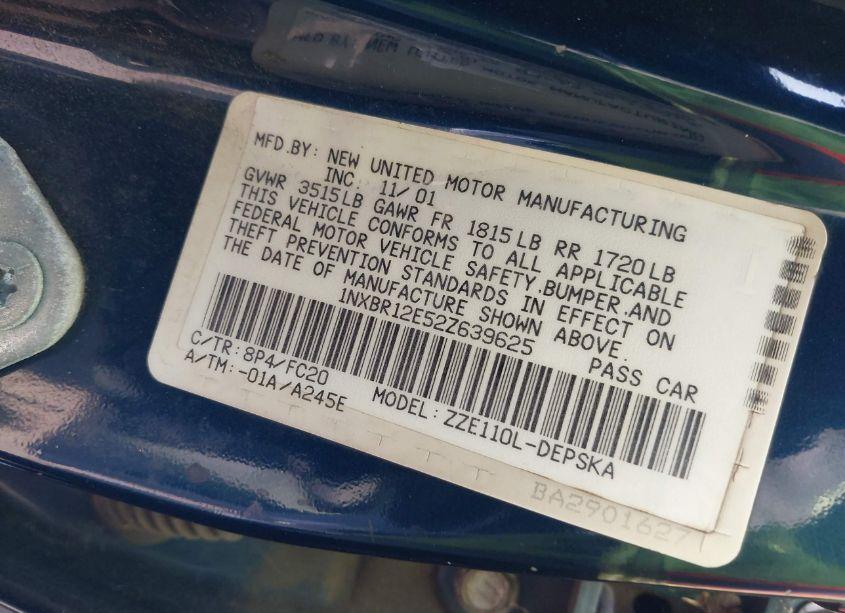 MFD.BY: NEW UNITED MOTOR MANUFACTURING
INC. 11/01
GVWR 3515LB GAWR FR 1815LB RR 1720LB
THIS VEHICLE CONFORMS TO ALL APPLICABLE
FEDERAL MOTOR VEHICLE SAFETY.BUMPER.AND
THEFT PREVENTION STANDARDS IN EFFECT ON
THE DATE OF MANUFACTURE SHOWN ABOVE.
1NXBR12E52Z639625 PASS CAR
C/TR:8P4/FC20
A/TM:-01A/A245E MODEL:ZZE110L-DEPSKA
BA2901627